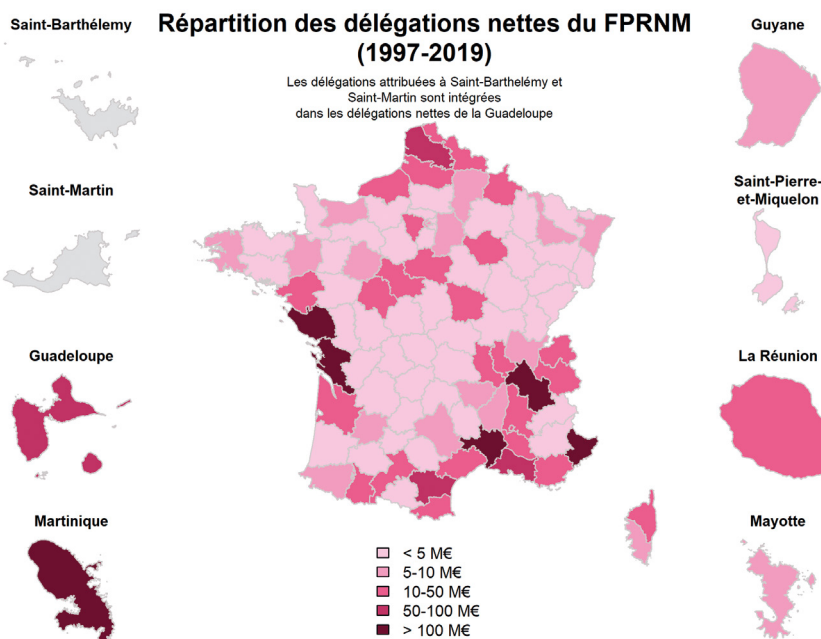 Répartition des délégations nettes du FPRNM
(1997-2019)
Les délégations attribuées à Saint-Barthelémy et
Saint-Martin sont intégrées
dans les délégations nettes de la Guadeloupe
Saint-Barthélemy
Saint-Martin
Guadeloupe
Martinique
Guyane
Saint-Pierre-
et-Miquelon
La Réunion
Mayotte
< 5 M€
5-10 M€
10-50 M€
50-100 M€
> 100 M€